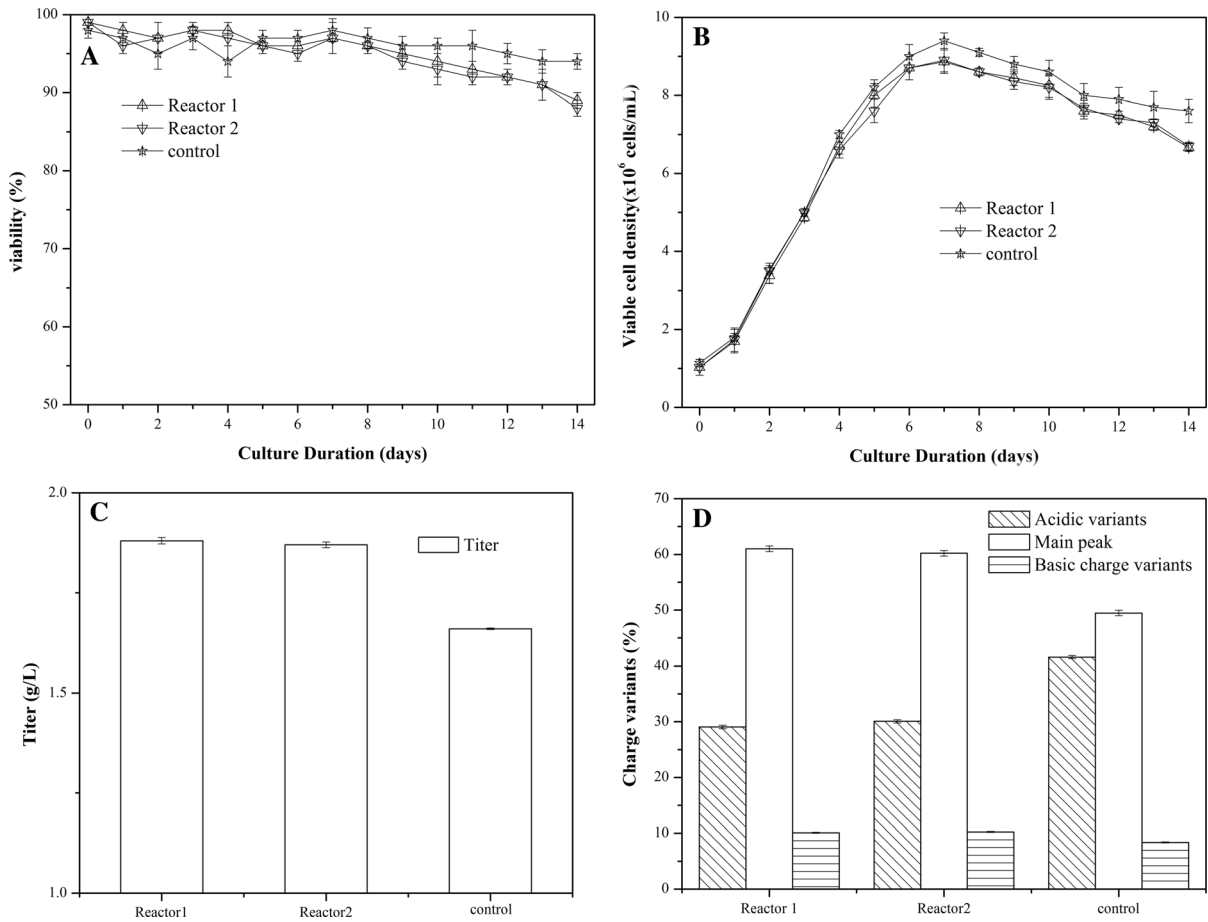 A
100
90
80
70
60
50
viability (%)
Reactor 1
Reactor 2
control
0 2 4 6 8 10 12 14
Culture Duration (days)
B
10
8
6
4
2
0
Viable cell density(x10⁶ cells/mL)
Reactor 1
Reactor 2
control
0 2 4 6 8 10 12 14
Culture Duration (days)
C
2.0
1.5
1.0
Titer (g/L)
Titer
Reactor1 Reactor2 control
D
70
60
50
40
30
20
10
0
Charge variants (%)
Acidic variants
Main peak
Basic charge variants
Reactor 1 Reactor2 control